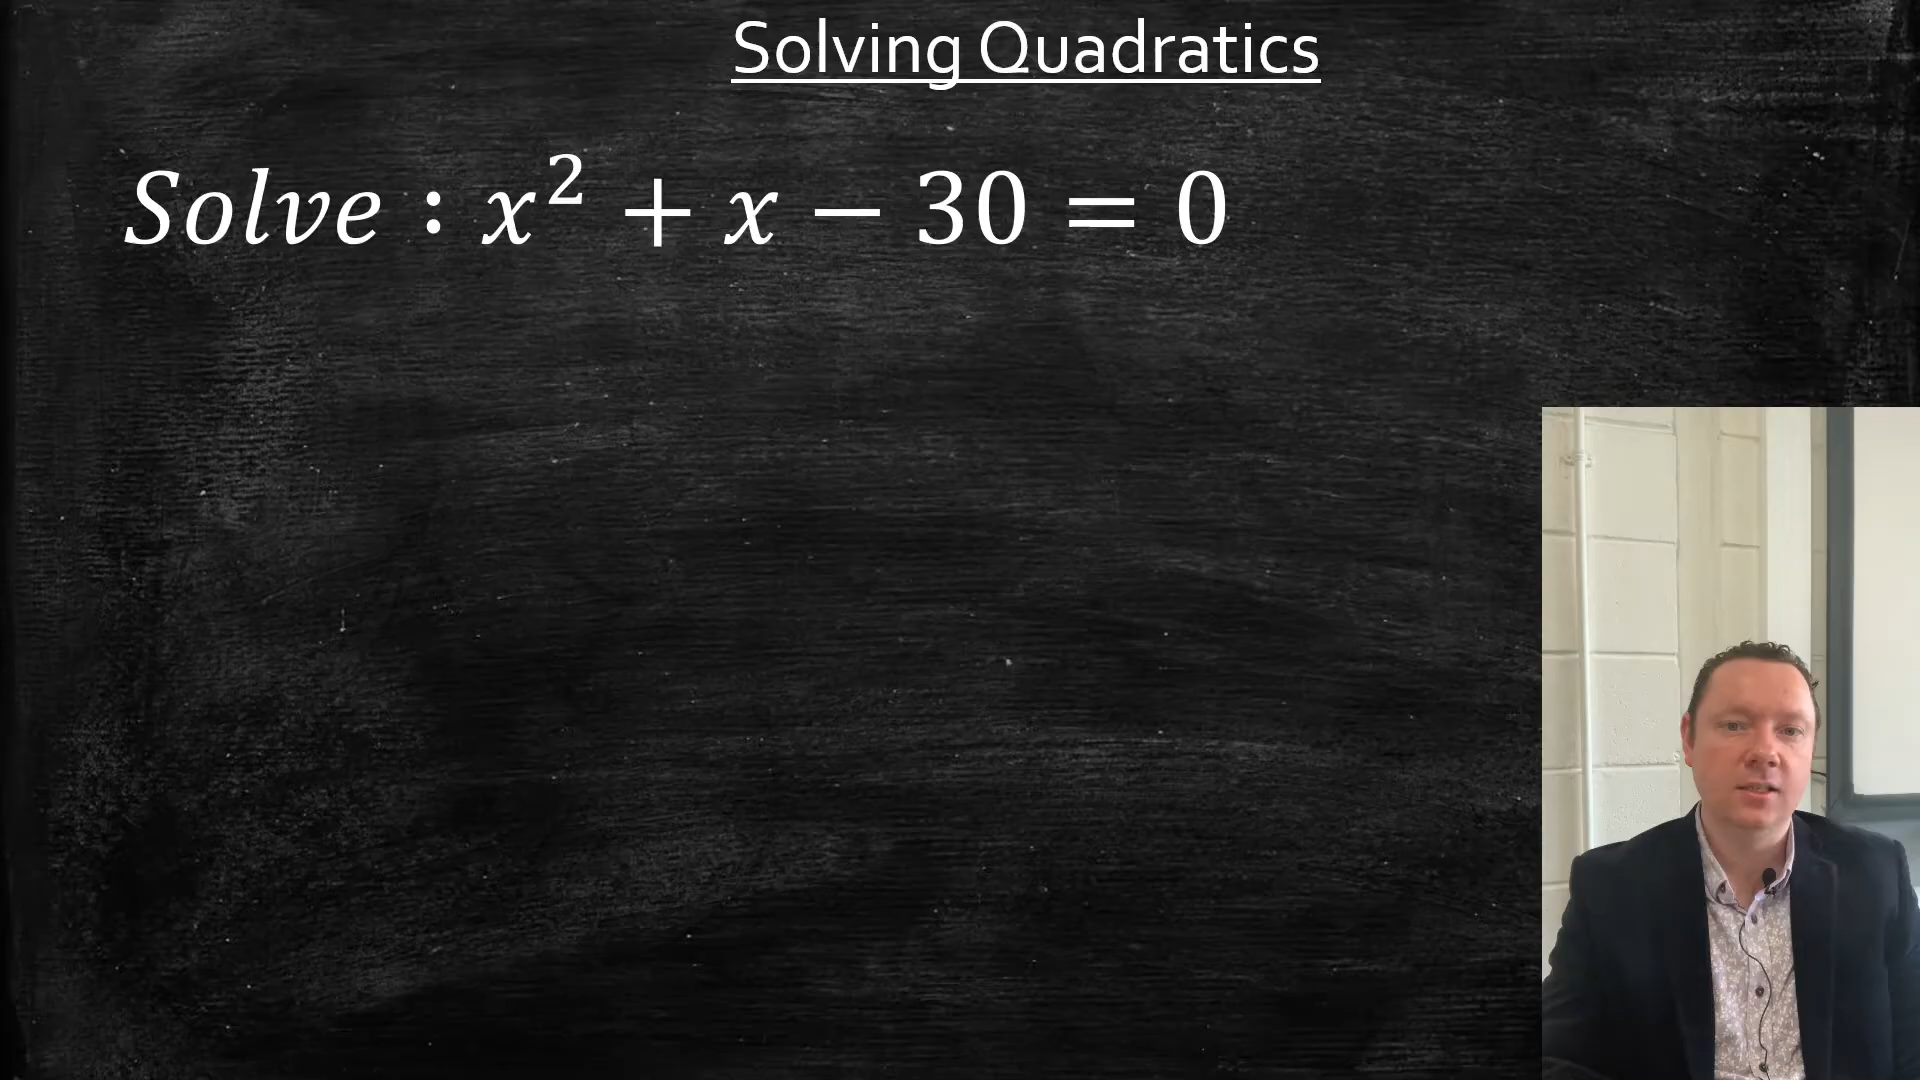 Solving Quadratics
Solve : x² + x − 30 = 0